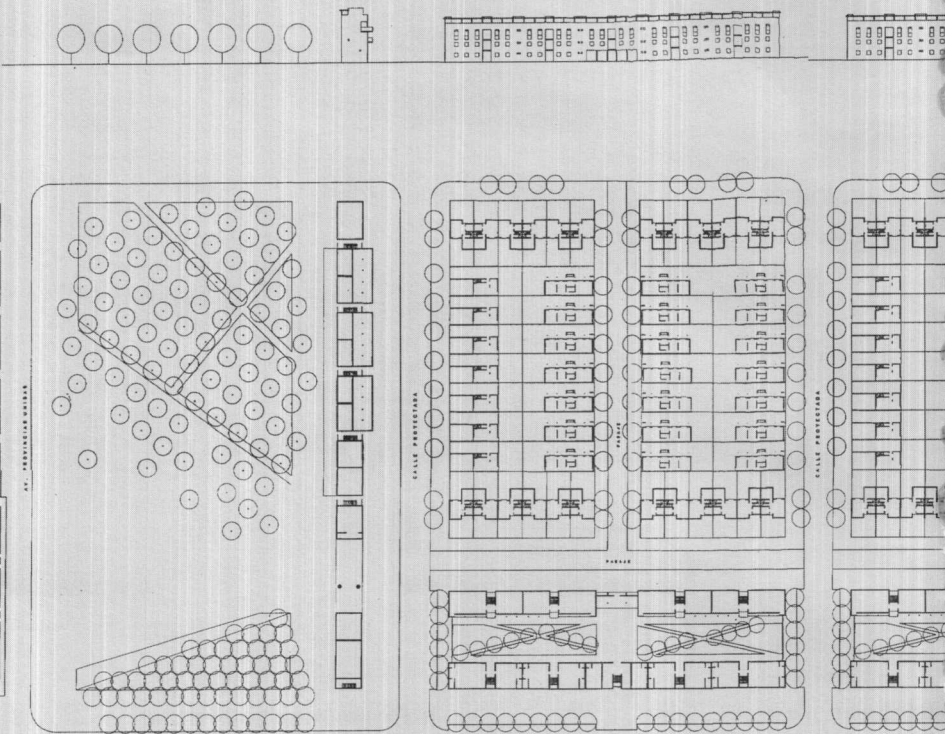 AV. PROVINCIAS UNIDAS
CALLE PROYECTADA
PASAJE
CALLE PROYECTADA
PASAJE